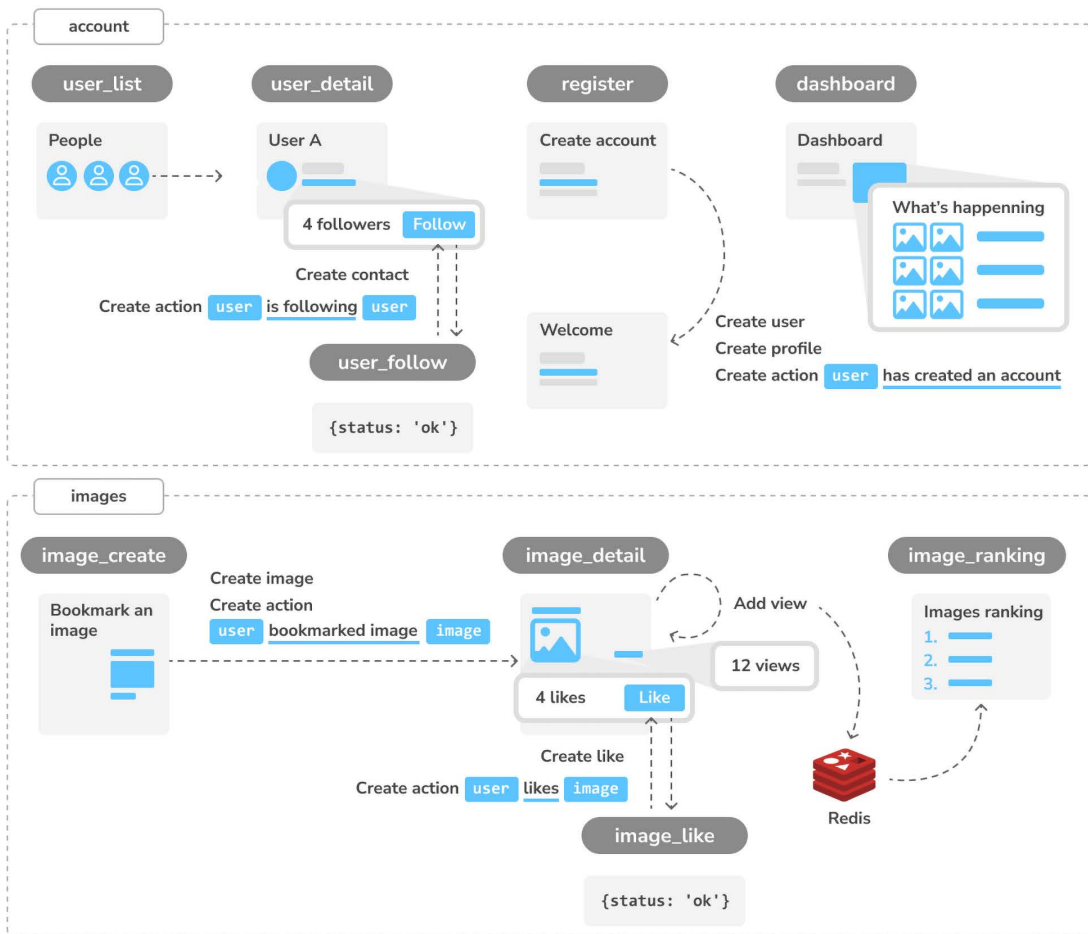 account
user_list
user_detail
register
dashboard
People
User A
Create account
Dashboard
4 followers Follow
What's happenning
Create contact
Create action user is following user
user_follow
{status: 'ok'}
Welcome
Create user
Create profile
Create action user has created an account
images
image_create
image_detail
image_ranking
Bookmark an
image
Create image
Create action
user bookmarked image image
Add view
12 views
4 likes Like
Images ranking
1.
2.
3.
Create like
Create action user likes image
image_like
{status: 'ok'}
Redis